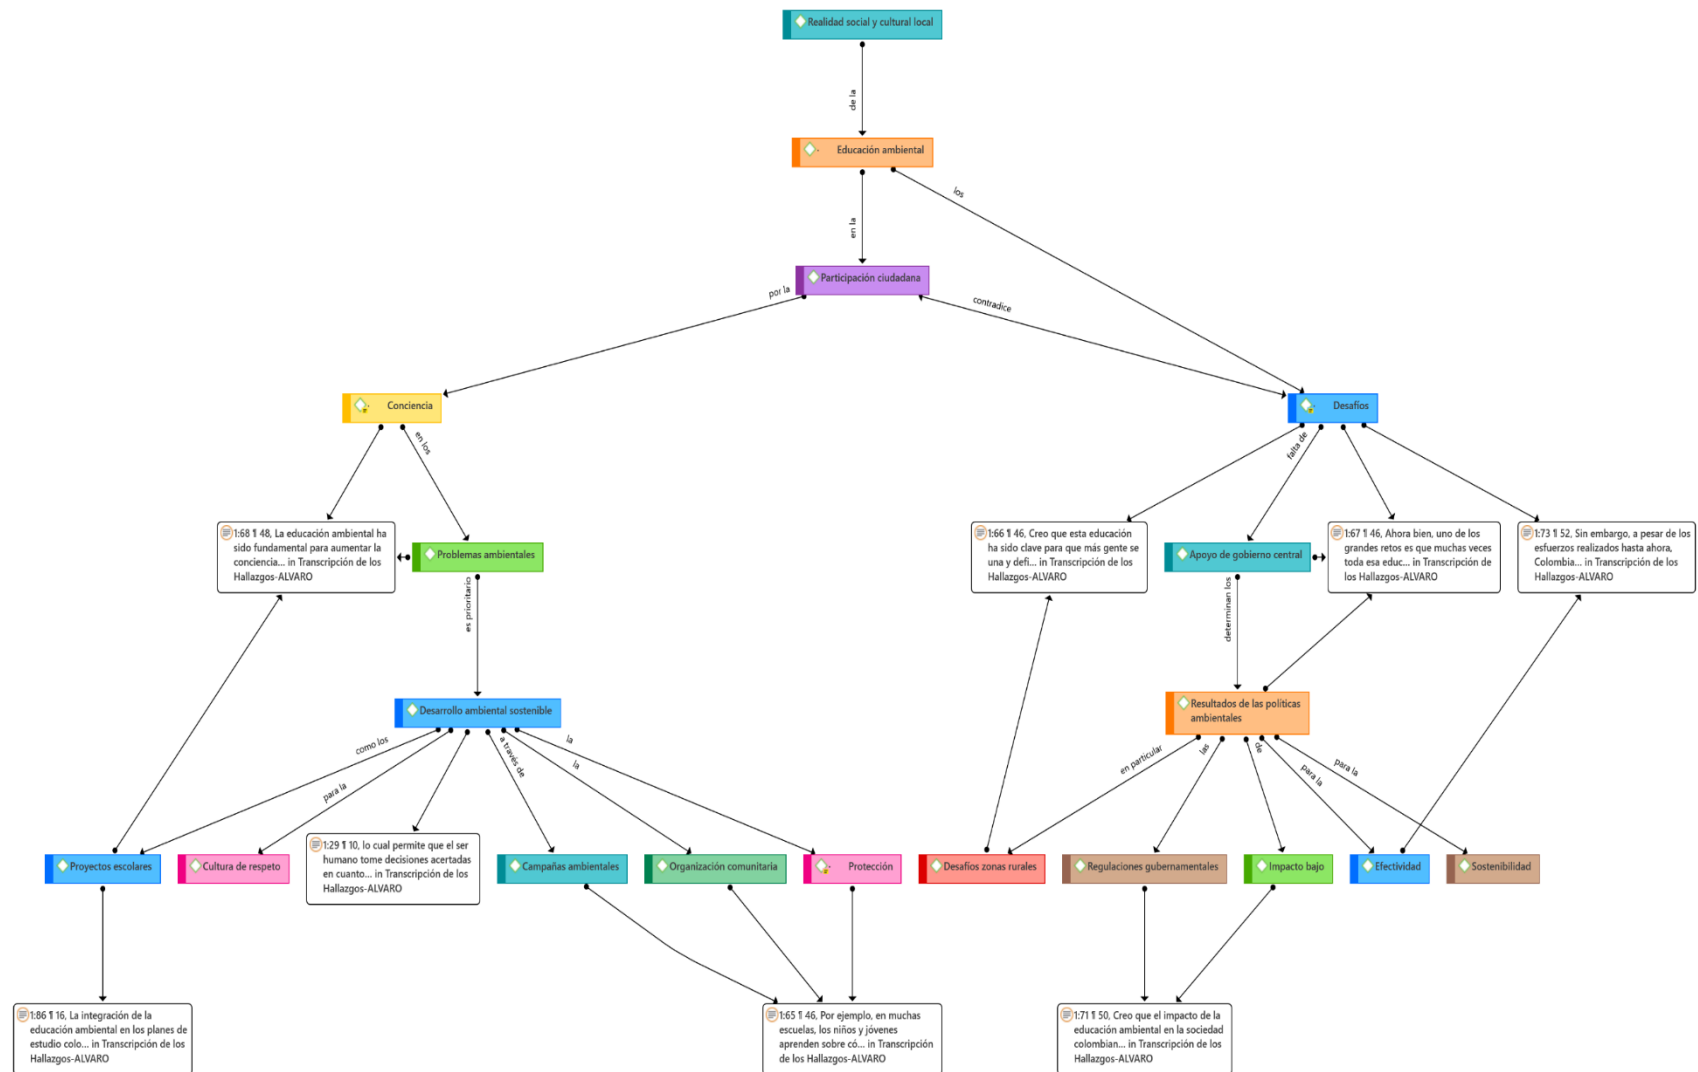 Realidad social y cultural local
de la
Educación ambiental
los
en la
Participación ciudadana
por la
contradice
Conciencia
Desafíos
en los
falta de
1:68 ¶ 48, La educación ambiental ha
sido fundamental para aumentar la
conciencia... in Transcripción de los
Hallazgos-ALVARO
Problemas ambientales
1:66 ¶ 46, Creo que esta educación
ha sido clave para que más gente se
una y defi... in Transcripción de los
Hallazgos-ALVARO
Apoyo de gobierno central
1:67 ¶ 46, Ahora bien, uno de los
grandes retos es que muchas veces
toda esa educ... in Transcripción de
los Hallazgos-ALVARO
1:73 ¶ 52, Sin embargo, a pesar de los
esfuerzos realizados hasta ahora,
Colombia... in Transcripción de los
Hallazgos-ALVARO
es prioritario
determinan los
Desarrollo ambiental sostenible
Resultados de las políticas
ambientales
como los
para la
a través de
la
la
en particular
las
de
para la
para la
Proyectos escolares
Cultura de respeto
1:29 ¶ 10, lo cual permite que el ser
humano tome decisiones acertadas
en cuanto... in Transcripción de los
Hallazgos-ALVARO
Campañas ambientales
Organización comunitaria
Protección
Desafíos zonas rurales
Regulaciones gubernamentales
Impacto bajo
Efectividad
Sostenibilidad
1:86 ¶ 16, La integración de la
educación ambiental en los planes de
estudio colo... in Transcripción de los
Hallazgos-ALVARO
1:65 ¶ 46, Por ejemplo, en muchas
escuelas, los niños y jóvenes
aprenden sobre có... in Transcripción
de los Hallazgos-ALVARO
1:71 ¶ 50, Creo que el impacto de la
educación ambiental en la sociedad
colombian... in Transcripción de los
Hallazgos-ALVARO